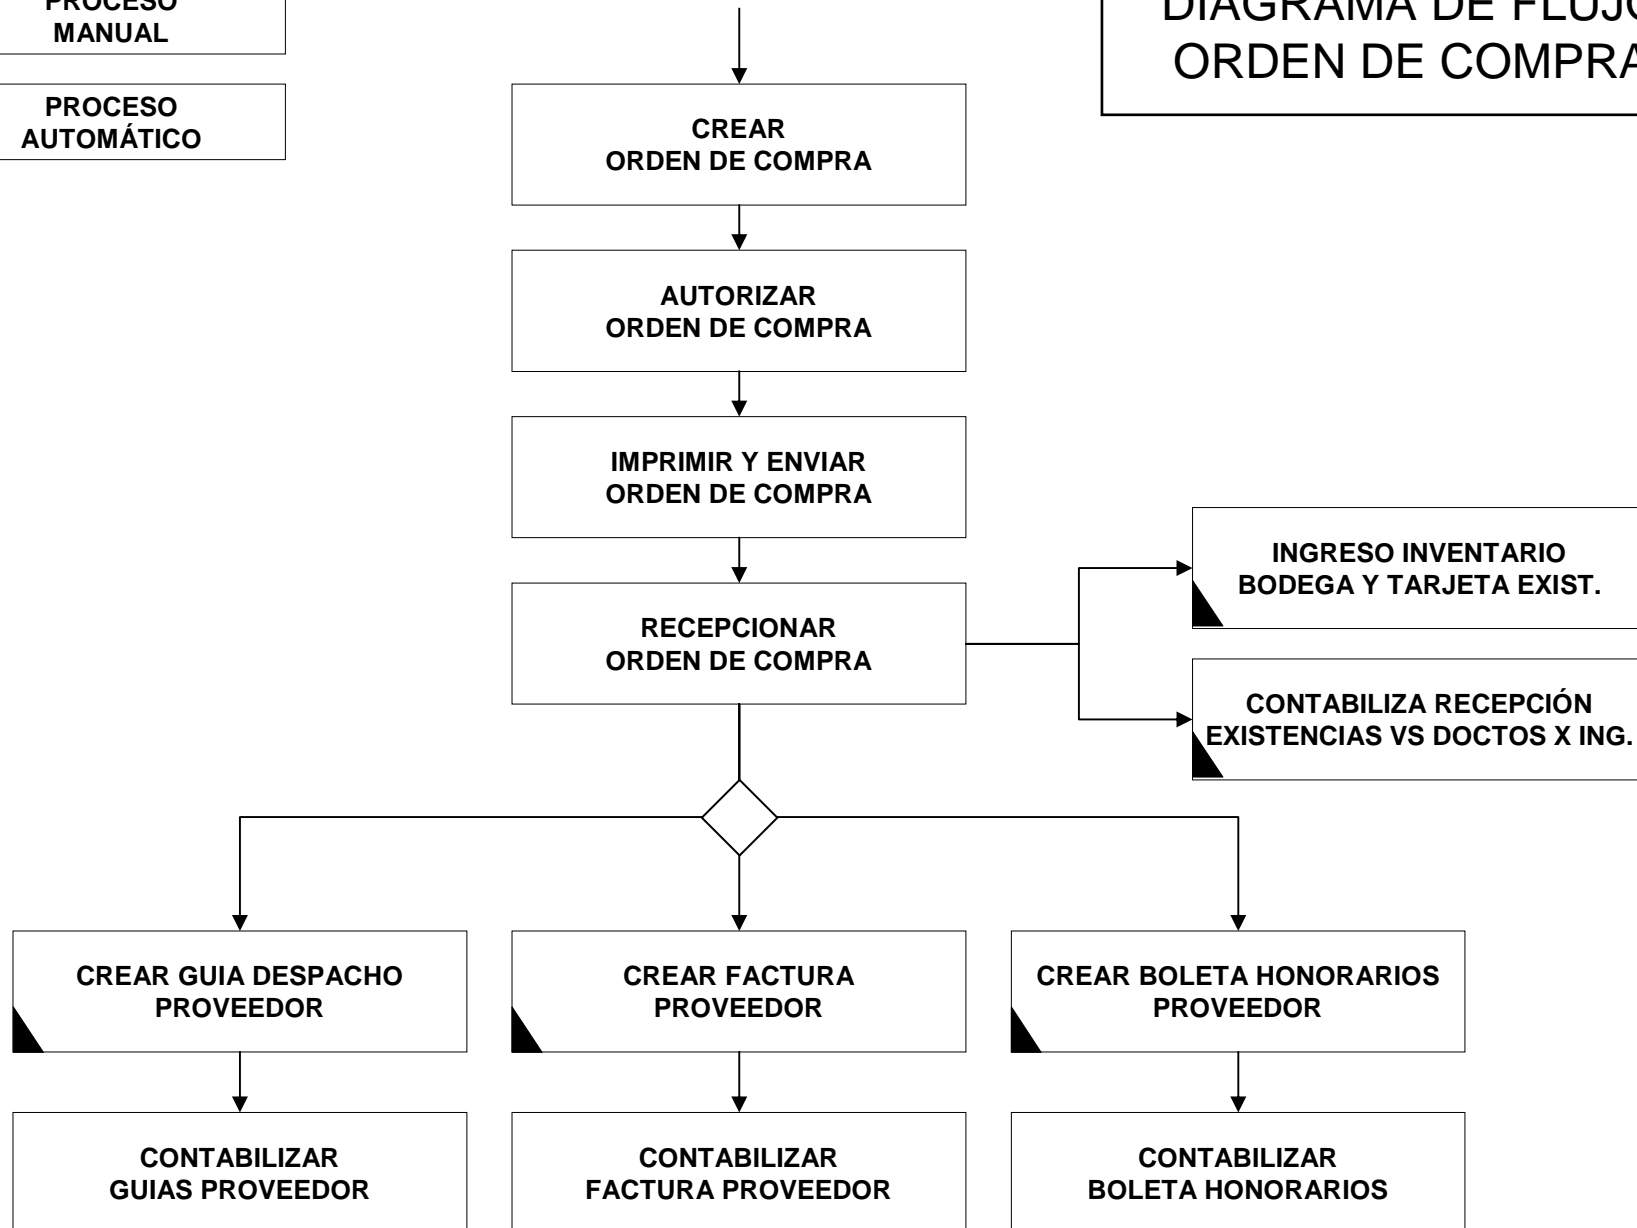 PROCESO
MANUAL
PROCESO
AUTOMÁTICO
DIAGRAMA DE FLUJO
ORDEN DE COMPRA
CREAR
ORDEN DE COMPRA
AUTORIZAR
ORDEN DE COMPRA
IMPRIMIR Y ENVIAR
ORDEN DE COMPRA
RECEPCIONAR
ORDEN DE COMPRA
INGRESO INVENTARIO
BODEGA Y TARJETA EXIST.
CONTABILIZA RECEPCIÓN
EXISTENCIAS VS DOCTOS X ING.
CREAR GUIA DESPACHO
PROVEEDOR
CREAR FACTURA
PROVEEDOR
CREAR BOLETA HONORARIOS
PROVEEDOR
CONTABILIZAR
GUIAS PROVEEDOR
CONTABILIZAR
FACTURA PROVEEDOR
CONTABILIZAR
BOLETA HONORARIOS